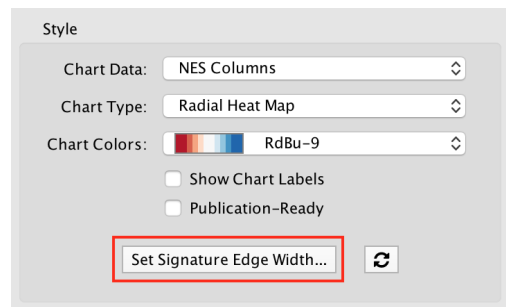 Style
Chart Data: NES Columns
Chart Type: Radial Heat Map
Chart Colors: RdBu-9
Show Chart Labels
Publication-Ready
Set Signature Edge Width...